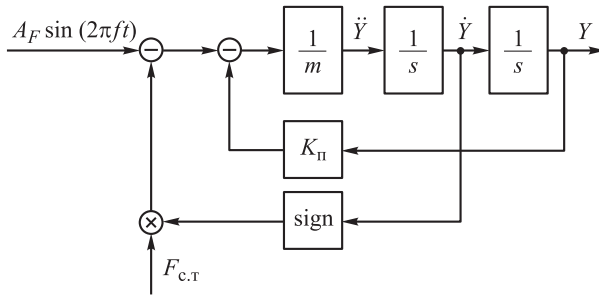 A_F sin (2πft)
−
−
1/m
Ÿ
1/s
Ẏ
1/s
Y
K_п
sign
×
F_с.т